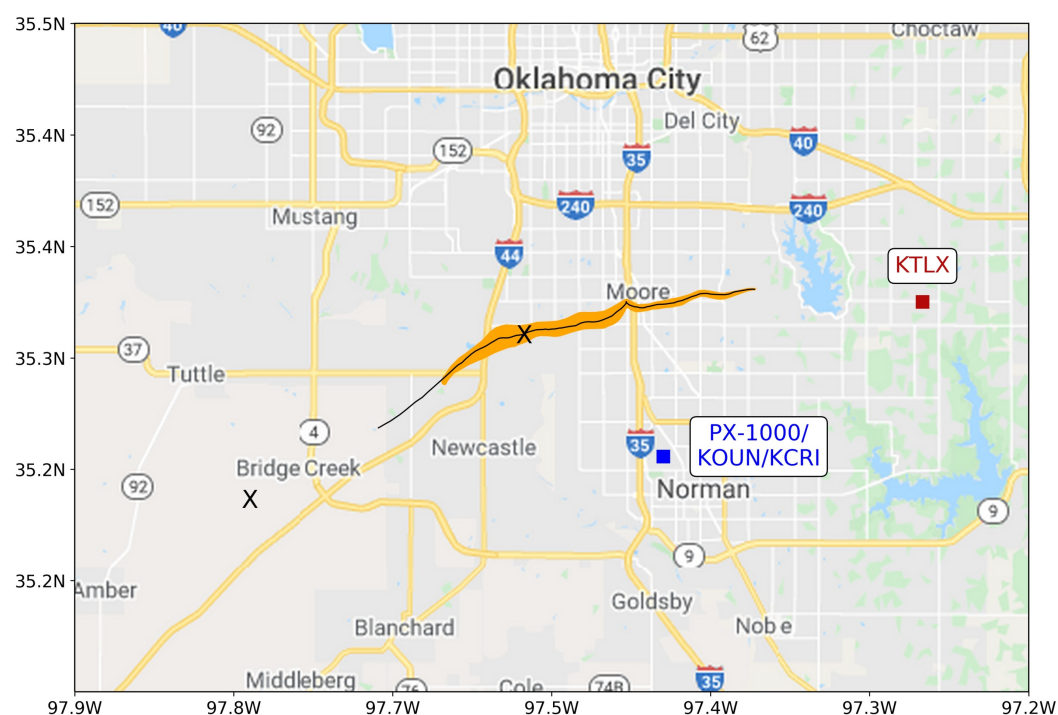 35.5N
40
62
Choctaw
Oklahoma City
Del City
35.4N
92
40
152
35
152
240
240
Mustang
35.4N
44
KTLX
Moore
37
35.3N
Tuttle
4
35
PX-1000/
KOUN/KCRI
Newcastle
Bridge Creek
35.2N
92
X
X
Norman
9
9
35.2N
Amber
Goldsby
Blanchard
Nob e
Middleberg
76
Cole
74B
35
97.9W
97.8W
97.7W
97.5W
97.4W
97.3W
97.2W